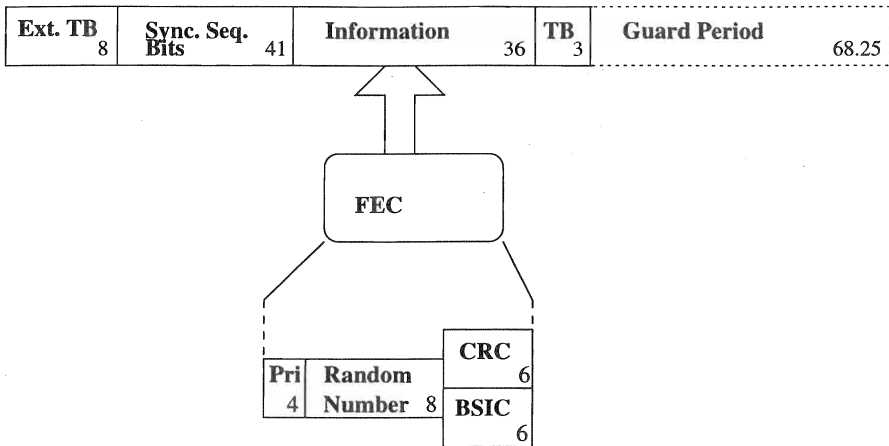 Ext. TB
8
Sync. Seq.
Bits
41
Information
36
TB
3
Guard Period
68.25
FEC
Pri
4
Random
Number 8
CRC
6
BSIC
6